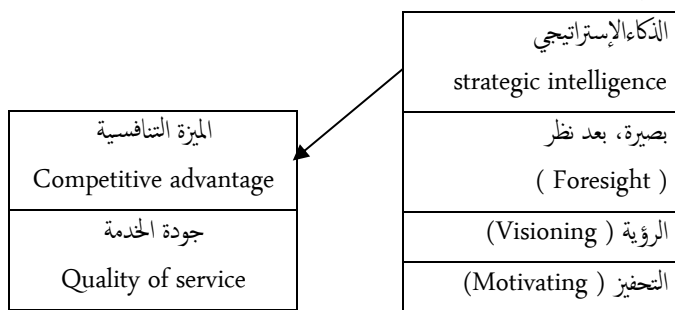 الذكاءالإستراتيجي
strategic intelligence
بصيرة، بعد نظر
( Foresight )
الرؤية ( Visioning)
التحفيز ( Motivating)
الميزة التنافسية
Competitive advantage
جودة الخدمة
Quality of service